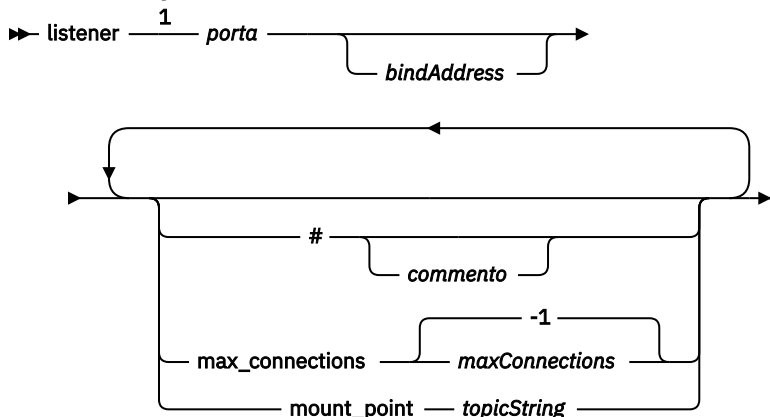 1
listener porta
bindAddress
#
commento
-1
max_connections maxConnections
mount_point topicString